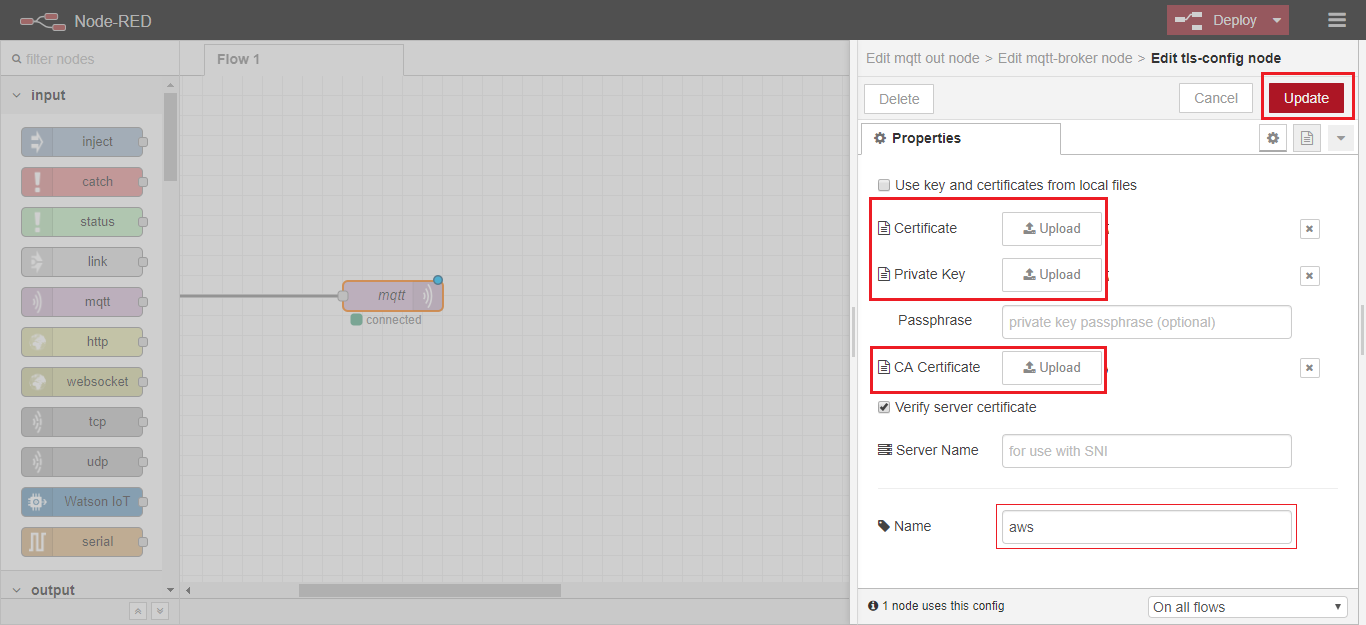 Node-RED
Deploy
filter nodes
Flow 1
input
inject
catch
status
link
mqtt
http
websocket
tcp
udp
Watson IoT
serial
output
mqtt
connected
Edit mqtt out node > Edit mqtt-broker node > Edit tls-config node
Delete
Cancel
Update
Properties
Use key and certificates from local files
Certificate
Upload
Private Key
Upload
Passphrase
private key passphrase (optional)
CA Certificate
Upload
Verify server certificate
Server Name
for use with SNI
Name
aws
1 node uses this config
On all flows